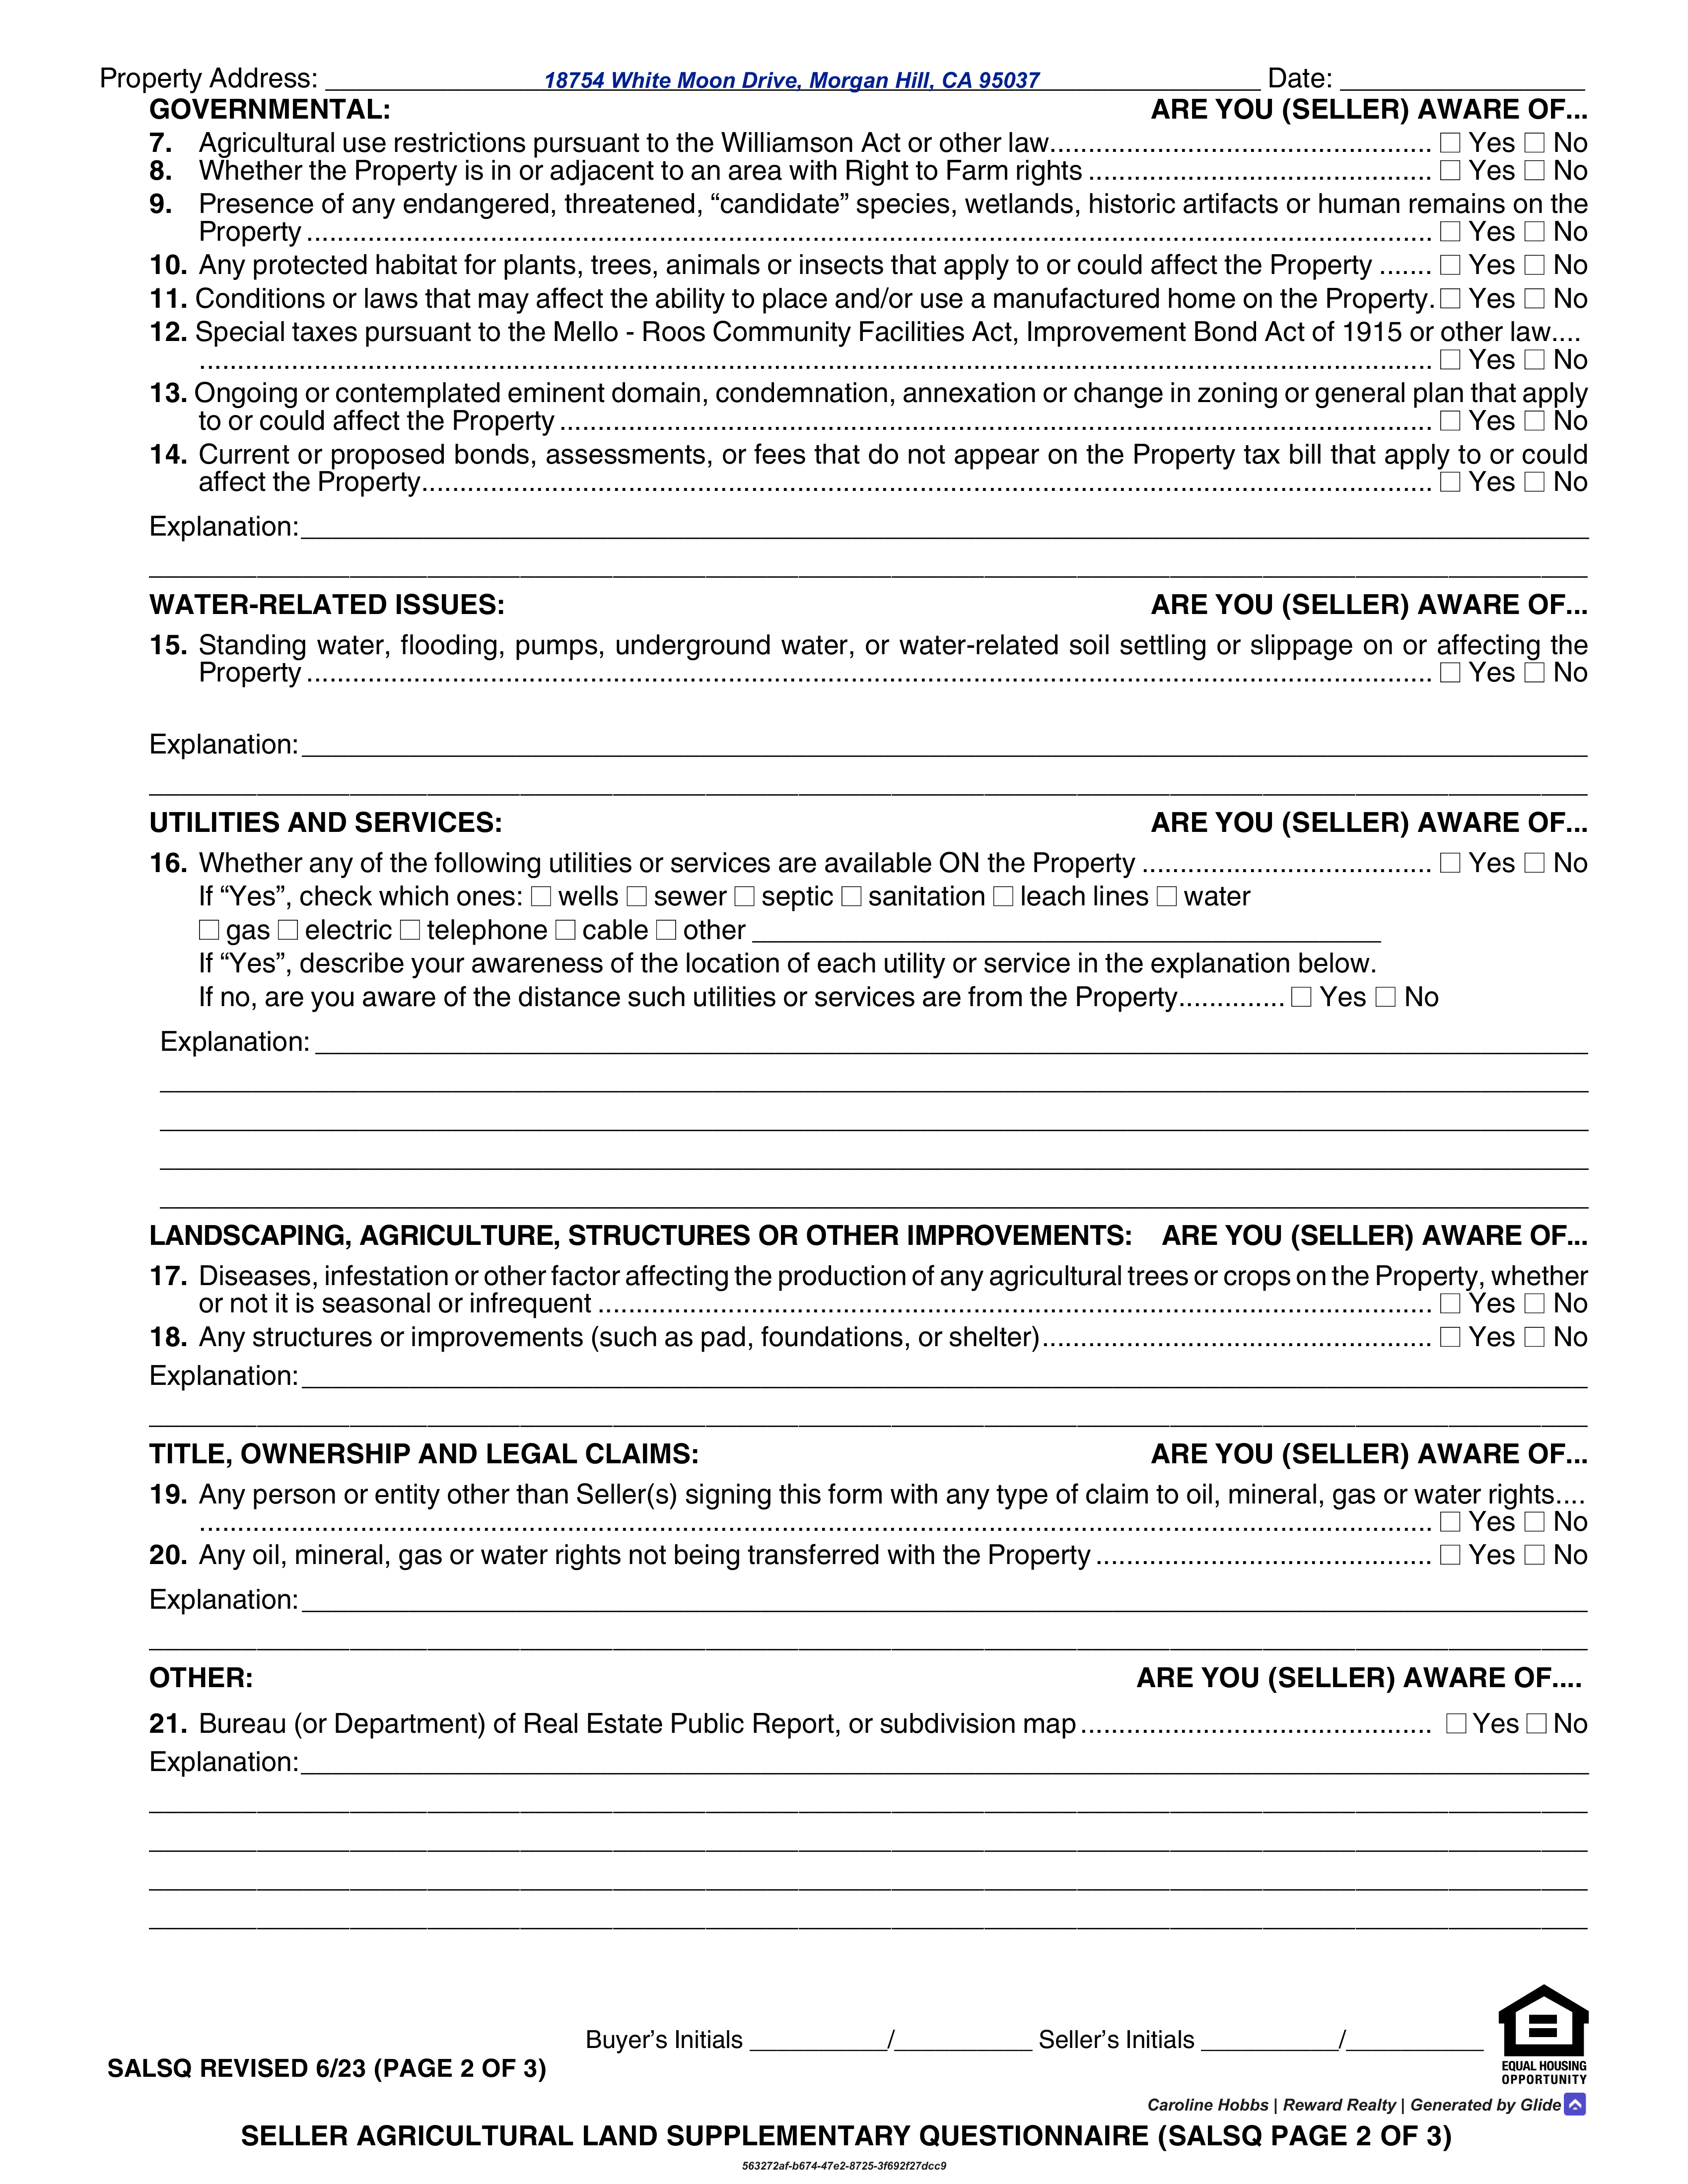 Property Address: 18754 White Moon Drive, Morgan Hill, CA 95037 Date:
GOVERNMENTAL: ARE YOU (SELLER) AWARE OF...
7. Agricultural use restrictions pursuant to the Williamson Act or other law.................................................. ☐ Yes ☐ No
8. Whether the Property is in or adjacent to an area with Right to Farm rights ............................................. ☐ Yes ☐ No
9. Presence of any endangered, threatened, “candidate” species, wetlands, historic artifacts or human remains on the
Property .................................................................................................................................................... ☐ Yes ☐ No
10. Any protected habitat for plants, trees, animals or insects that apply to or could affect the Property ....... ☐ Yes ☐ No
11. Conditions or laws that may affect the ability to place and/or use a manufactured home on the Property. ☐ Yes ☐ No
12. Special taxes pursuant to the Mello - Roos Community Facilities Act, Improvement Bond Act of 1915 or other law....
.................................................................................................................................................................. ☐ Yes ☐ No
13. Ongoing or contemplated eminent domain, condemnation, annexation or change in zoning or general plan that apply
to or could affect the Property ................................................................................................................... ☐ Yes ☐ No
14. Current or proposed bonds, assessments, or fees that do not appear on the Property tax bill that apply to or could
affect the Property..................................................................................................................................... ☐ Yes ☐ No
Explanation:
WATER-RELATED ISSUES: ARE YOU (SELLER) AWARE OF...
15. Standing water, flooding, pumps, underground water, or water-related soil settling or slippage on or affecting the
Property .................................................................................................................................................... ☐ Yes ☐ No
Explanation:
UTILITIES AND SERVICES: ARE YOU (SELLER) AWARE OF...
16. Whether any of the following utilities or services are available ON the Property ...................................... ☐ Yes ☐ No
If “Yes”, check which ones: ☐ wells ☐ sewer ☐ septic ☐ sanitation ☐ leach lines ☐ water
☐ gas ☐ electric ☐ telephone ☐ cable ☐ other
If “Yes”, describe your awareness of the location of each utility or service in the explanation below.
If no, are you aware of the distance such utilities or services are from the Property.............. ☐ Yes ☐ No
Explanation:
LANDSCAPING, AGRICULTURE, STRUCTURES OR OTHER IMPROVEMENTS: ARE YOU (SELLER) AWARE OF...
17. Diseases, infestation or other factor affecting the production of any agricultural trees or crops on the Property, whether
or not it is seasonal or infrequent .............................................................................................................. ☐ Yes ☐ No
18. Any structures or improvements (such as pad, foundations, or shelter)................................................... ☐ Yes ☐ No
Explanation:
TITLE, OWNERSHIP AND LEGAL CLAIMS: ARE YOU (SELLER) AWARE OF...
19. Any person or entity other than Seller(s) signing this form with any type of claim to oil, mineral, gas or water rights....
.................................................................................................................................................................. ☐ Yes ☐ No
20. Any oil, mineral, gas or water rights not being transferred with the Property ............................................ ☐ Yes ☐ No
Explanation:
OTHER: ARE YOU (SELLER) AWARE OF....
21. Bureau (or Department) of Real Estate Public Report, or subdivision map .............................................. ☐ Yes ☐ No
Explanation:
Buyer’s Initials __________/__________ Seller’s Initials __________/__________
SALSQ REVISED 6/23 (PAGE 2 OF 3)
EQUAL HOUSING
OPPORTUNITY
Caroline Hobbs | Reward Realty | Generated by Glide
SELLER AGRICULTURAL LAND SUPPLEMENTARY QUESTIONNAIRE (SALSQ PAGE 2 OF 3)
563272af-b674-47e2-8725-3f692f27dcc9